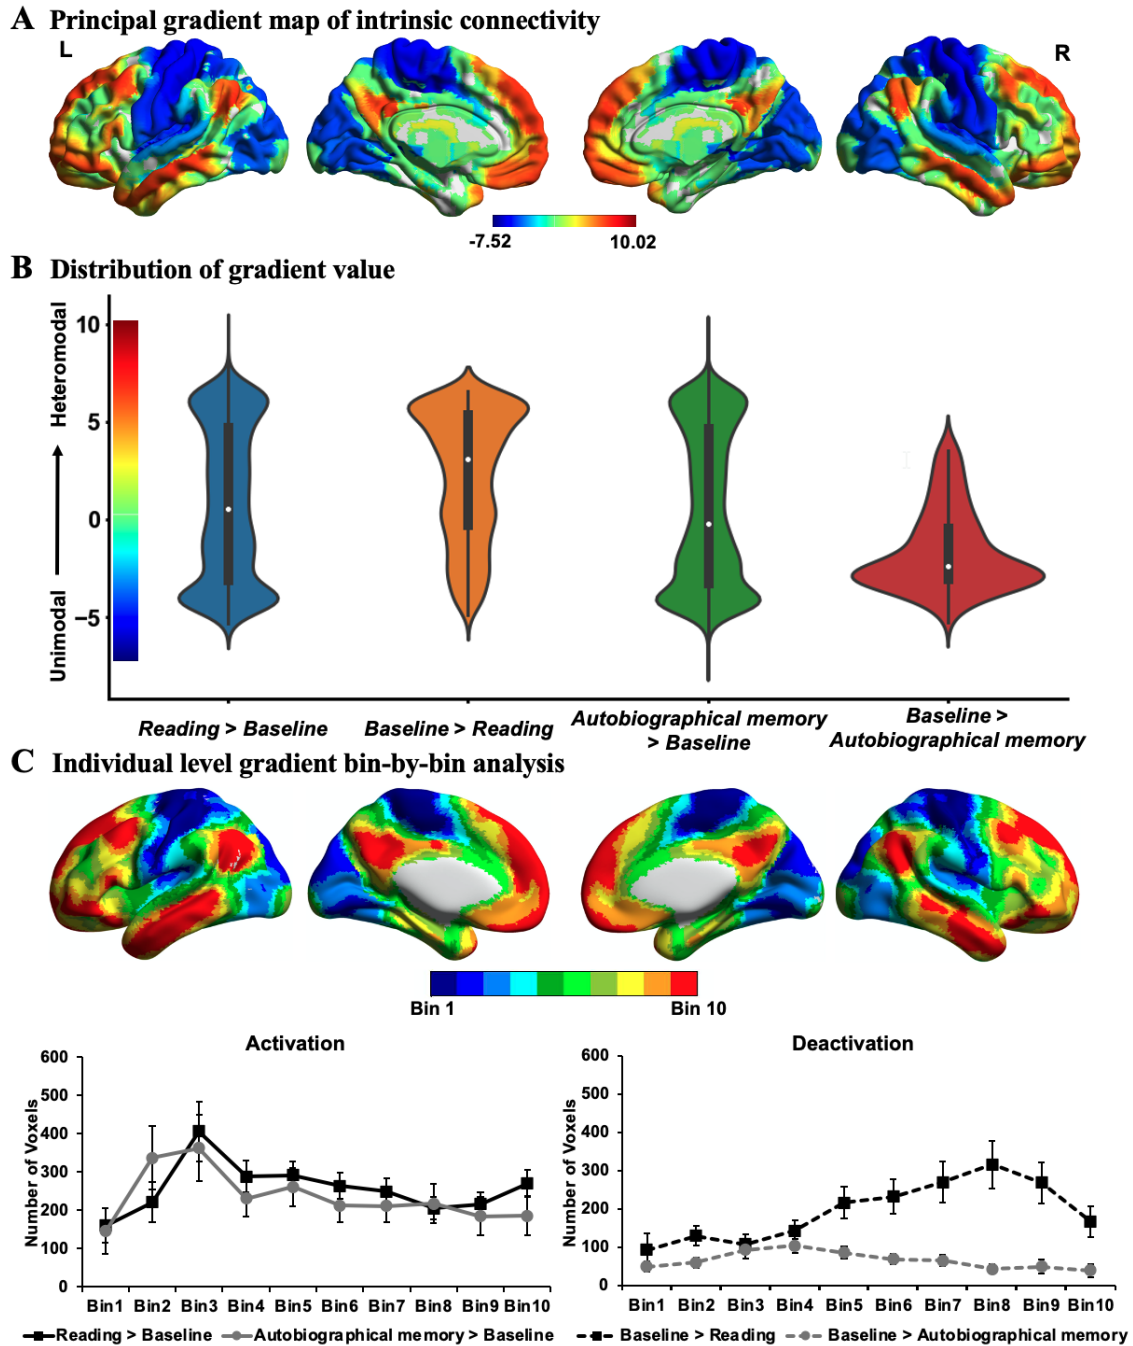 A Principal gradient map of intrinsic connectivity
L
R
-7.52
10.02
B Distribution of gradient value
Unimodal
Heteromodal
10
5
0
−5
Reading > Baseline
Baseline > Reading
Autobiographical memory
> Baseline
Baseline >
Autobiographical memory
C Individual level gradient bin-by-bin analysis
Bin 1
Bin 10
Activation
Number of Voxels
600
500
400
300
200
100
0
Bin1 Bin2 Bin3 Bin4 Bin5 Bin6 Bin7 Bin8 Bin9 Bin10
Reading > Baseline
Autobiographical memory > Baseline
Deactivation
Number of Voxels
600
500
400
300
200
100
0
Bin1 Bin2 Bin3 Bin4 Bin5 Bin6 Bin7 Bin8 Bin9 Bin10
Baseline > Reading
Baseline > Autobiographical memory